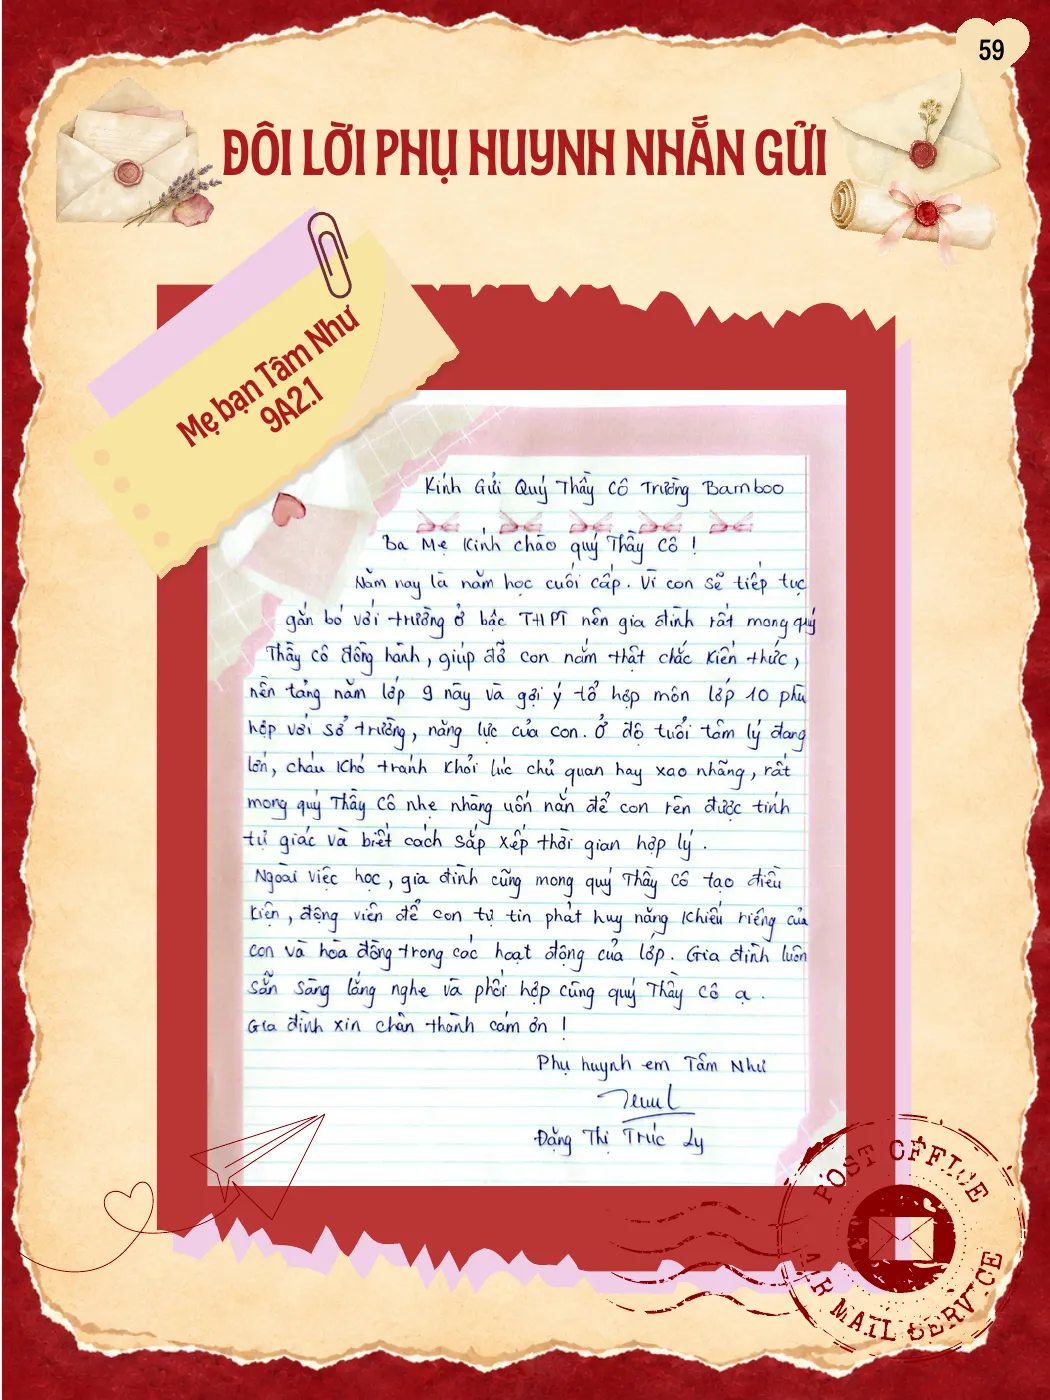 59
ĐÔI LỜI PHỤ HUYNH NHẮN GỬI
Mẹ bạn Tâm Như
9A2.1
Kính Gửi Quý Thầy Cô Trường Bamboo
Ba Mẹ kính chào quý Thầy Cô !
Năm nay là năm học cuối cấp. Vì con sẽ tiếp tục
gắn bó với trường ở bậc THPT nên gia đình rất mong quý
Thầy Cô đồng hành, giúp đỡ con nắm thật chắc kiến thức,
nền tảng năm lớp 9 này và gợi ý tổ hợp môn lớp 10 phù
hợp với sở trường, năng lực của con. Ở độ tuổi tâm lý đang
lớn, cháu khó tránh khỏi lúc chủ quan hay xao nhãng, rất
mong quý Thầy Cô nhẹ nhàng uốn nắn để con rèn được tính
tự giác và biết cách sắp xếp thời gian hợp lý.
Ngoài việc học, gia đình cũng mong quý Thầy Cô tạo điều
kiện, động viên để con tự tin phát huy năng khiếu riêng của
con và hòa đồng trong các hoạt động của lớp. Gia đình luôn
sẵn sàng lắng nghe và phối hợp cùng quý Thầy Cô ạ.
Gia đình xin chân thành cám ơn !
Phụ huynh em Tâm Như
Đặng Thị Trúc Ly
POST OFFICE
AIR MAIL SERVICE